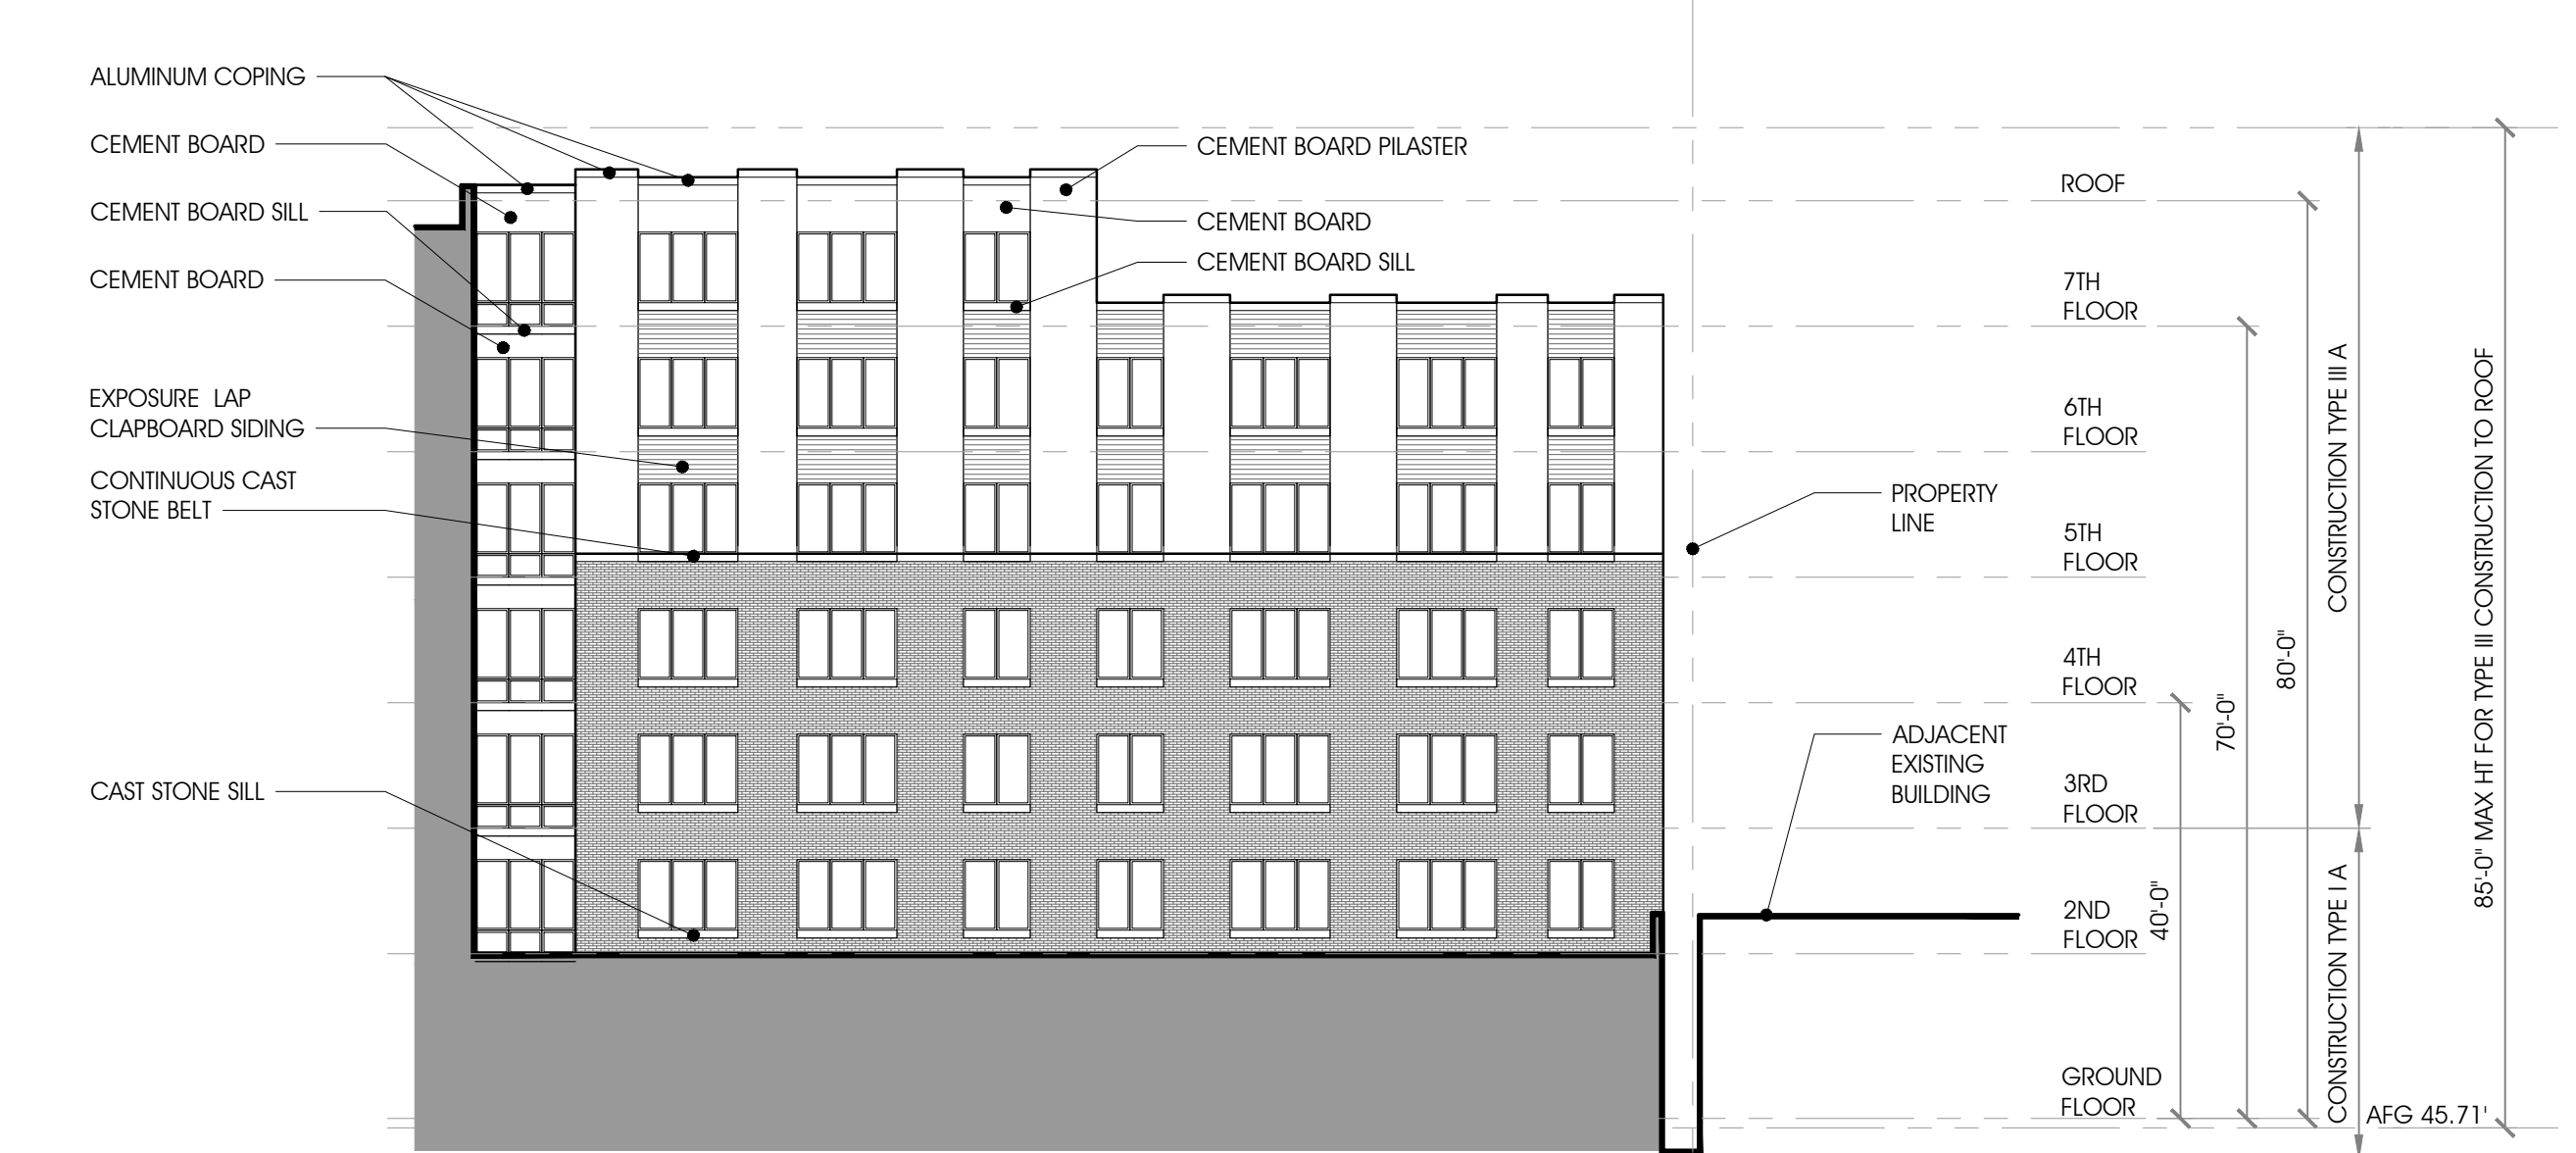 ALUMINUM COPING
CEMENT BOARD
CEMENT BOARD SILL
CEMENT BOARD
EXPOSURE LAP
CLAPBOARD SIDING
CONTINUOUS CAST
STONE BELT
CAST STONE SILL
CEMENT BOARD PILASTER
CEMENT BOARD
CEMENT BOARD SILL
PROPERTY
LINE
ADJACENT
EXISTING
BUILDING
ROOF
7TH
FLOOR
6TH
FLOOR
5TH
FLOOR
4TH
FLOOR
3RD
FLOOR
2ND
FLOOR
GROUND
FLOOR
40'-0"
70'-0"
80'-0"
CONSTRUCTION TYPE III A
CONSTRUCTION TYPE I A
85'-0" MAX HT FOR TYPE III CONSTRUCTION TO ROOF
AFG 45.71'